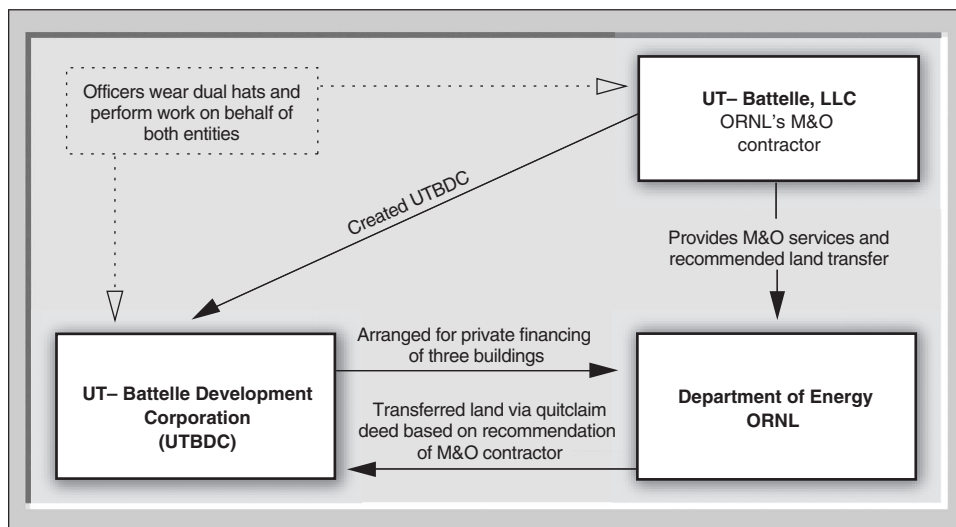 Officers wear dual hats and
perform work on behalf of
both entities
UT– Battelle, LLC
ORNL's M&O
contractor
Created UTBDC
Provides M&O services and
recommended land transfer
Arranged for private financing
of three buildings
UT– Battelle Development
Corporation
(UTBDC)
Transferred land via quitclaim
deed based on recommendation
of M&O contractor
Department of Energy
ORNL